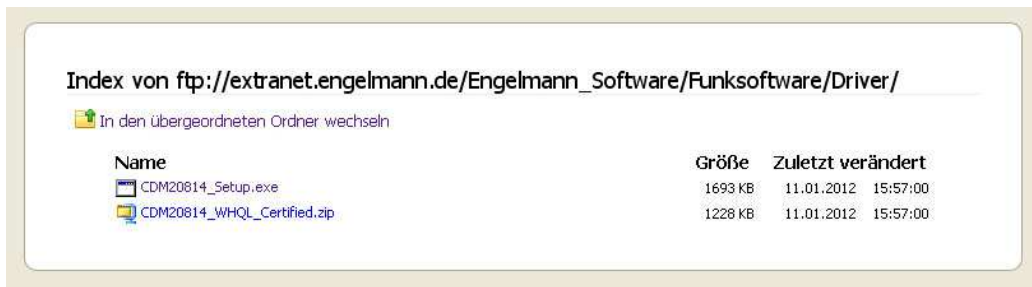 Index von ftp://extranet.engelmann.de/Engelmann_Software/Funksoftware/Driver/
In den übergeordneten Ordner wechseln
Name Größe Zuletzt verändert
CDM20814_Setup.exe 1693 KB 11.01.2012 15:57:00
CDM20814_WHQL_Certified.zip 1228 KB 11.01.2012 15:57:00